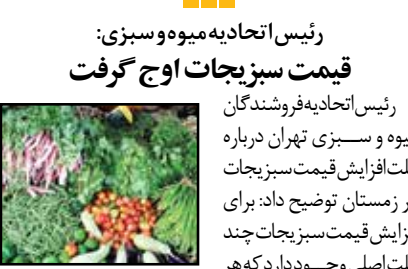 رئیس اتحادیه میوه و سبزی:
قیمت سبزیجات اوج گرفت
رئیس اتحادیه فروشندگان
میوه و سبزی تهران درباره
علت افزایش قیمت سبزیجات
در زمستان توضیح داد: برای
افزایش قیمت سبزیجات چند
علت اصلی وجود دارد که هر